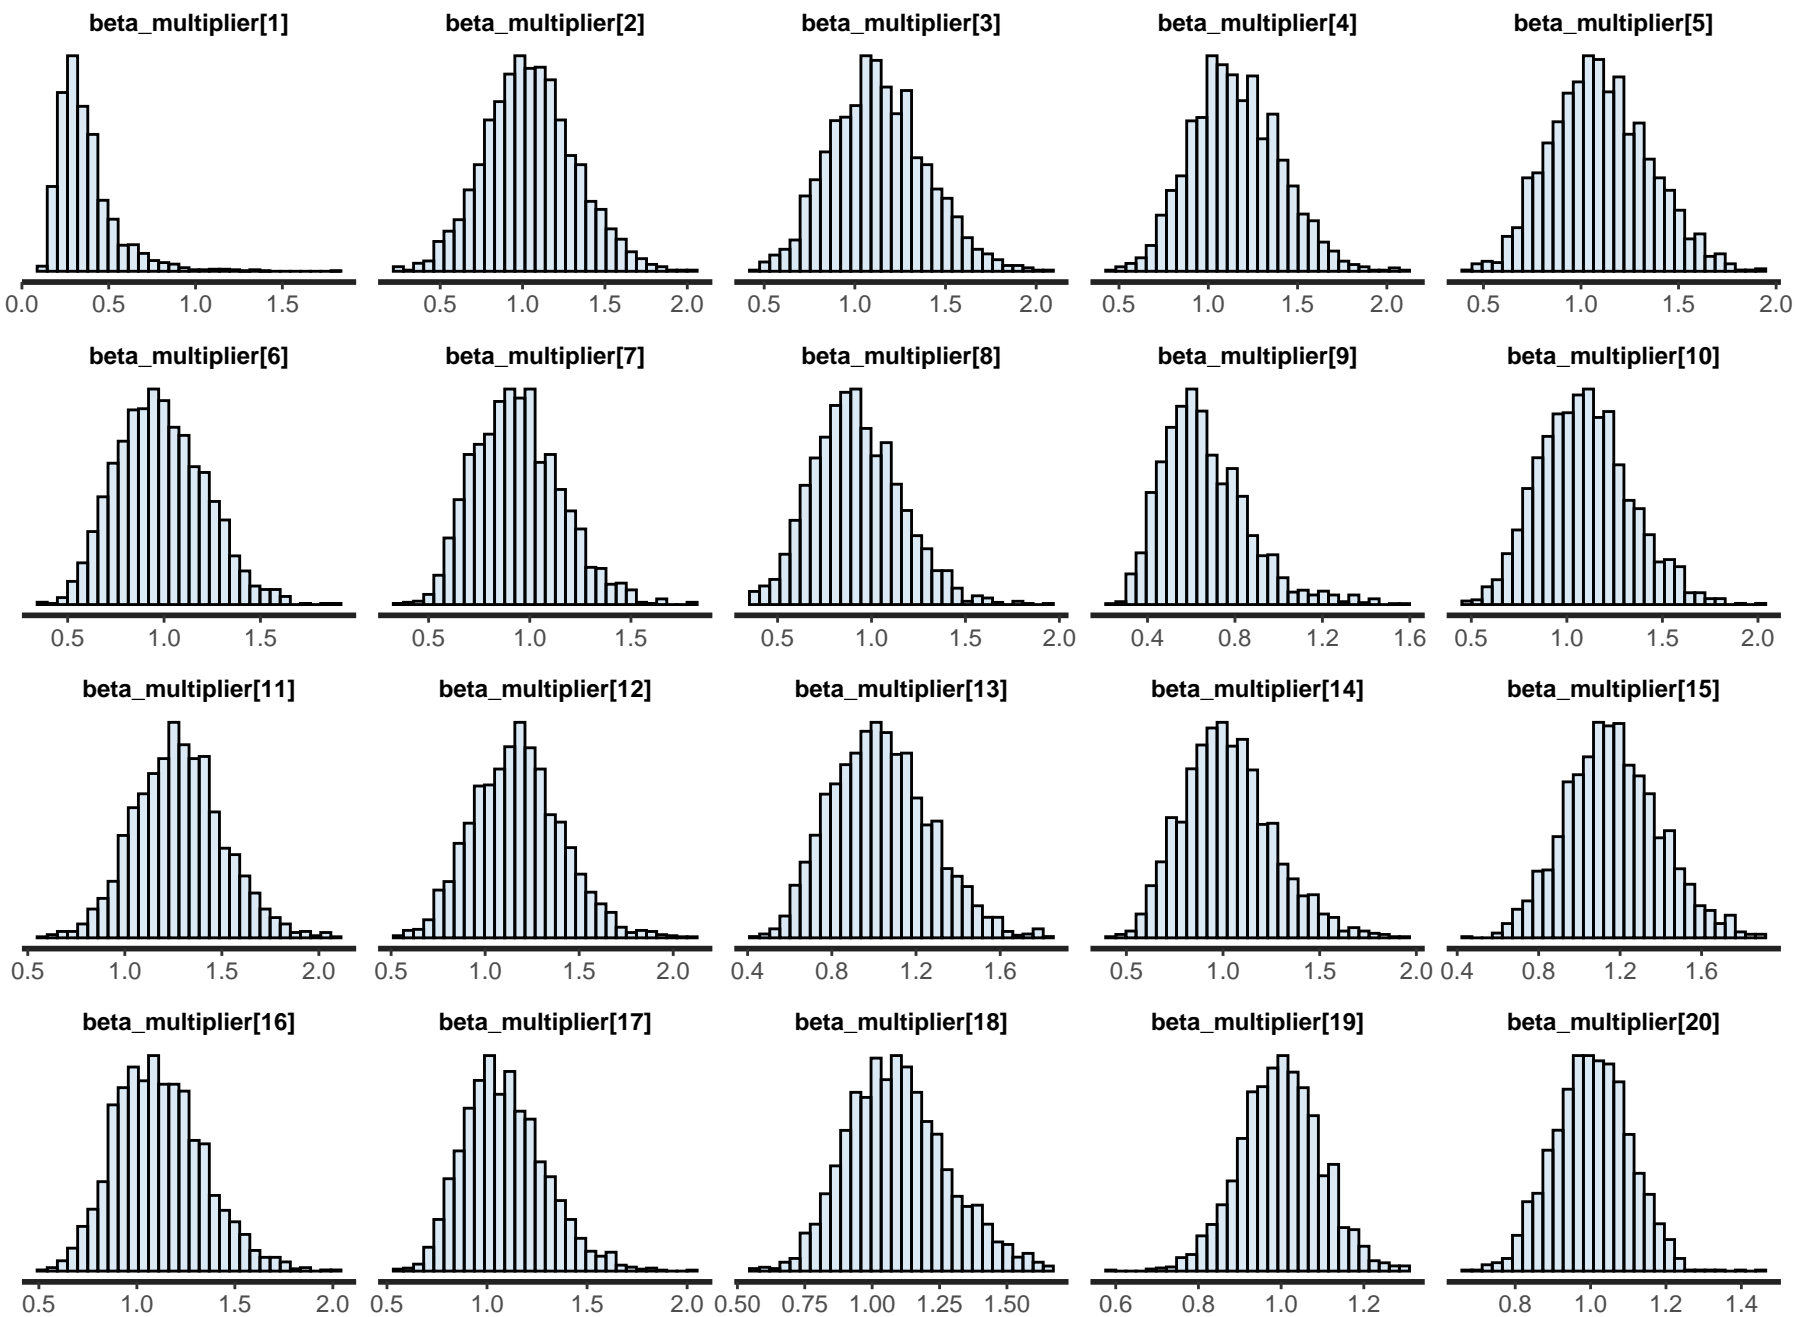 beta_multiplier[1] beta_multiplier[2] beta_multiplier[3] beta_multiplier[4] beta_multiplier[5]
0.0 0.5 1.0 1.5 0.5 1.0 1.5 2.0 0.5 1.0 1.5 2.0 0.5 1.0 1.5 2.0 0.5 1.0 1.5 2.0
beta_multiplier[6] beta_multiplier[7] beta_multiplier[8] beta_multiplier[9] beta_multiplier[10]
0.5 1.0 1.5 0.5 1.0 1.5 0.5 1.0 1.5 2.0 0.4 0.8 1.2 1.6 0.5 1.0 1.5 2.0
beta_multiplier[11] beta_multiplier[12] beta_multiplier[13] beta_multiplier[14] beta_multiplier[15]
0.5 1.0 1.5 2.0 0.5 1.0 1.5 2.0 0.4 0.8 1.2 1.6 0.5 1.0 1.5 2.0 0.4 0.8 1.2 1.6
beta_multiplier[16] beta_multiplier[17] beta_multiplier[18] beta_multiplier[19] beta_multiplier[20]
0.5 1.0 1.5 2.0 0.5 1.0 1.5 2.0 0.50 0.75 1.00 1.25 1.50 0.6 0.8 1.0 1.2 0.8 1.0 1.2 1.4